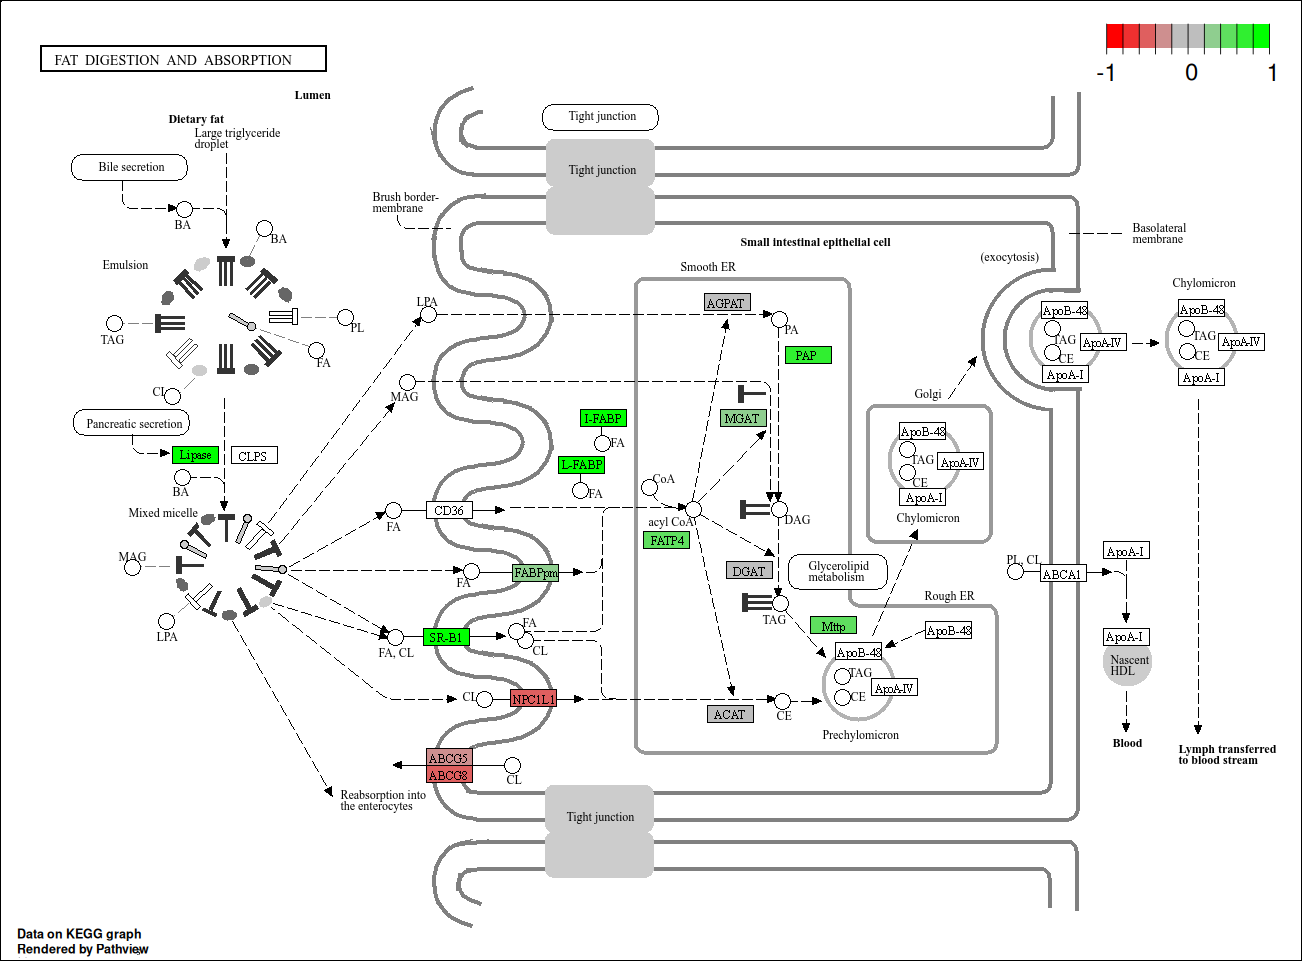 FAT DIGESTION AND ABSORPTION
-1 0 1
Lumen
Dietary fat
Large triglyceride
droplet
Tight junction
Bile secretion
Tight junction
BA
Brush border-
membrane
BA
Basolateral
membrane
Small intestinal epithelial cell
(exocytosis)
Emulsion
Smooth ER
Chylomicron
LPA
AGPAT
ApoB-48
ApoB-48
PL
PA
TAG
TAG
TAG
ApoA-IV
ApoA-IV
CE
CE
FA
PAP
ApoA-I
ApoA-I
CL
MAG
Golgi
Pancreatic secretion
I-FABP
MGAT
ApoB-48
FA
Lipase
CLPS
L-FABP
TAG
ApoA-IV
CoA
CE
BA
FA
ApoA-I
Mixed micelle
CD36
FA
acyl CoA
DAG
Chylomicron
FATP4
MAG
ApoA-I
PL, CL
Glycerolipid
metabolism
FABPpm
FA
DGAT
ABCA1
Rough ER
LPA
FA
TAG
Mttp
ApoB-48
SR-B1
ApoA-I
FA, CL
CL
ApoB-48
Nascent
HDL
TAG
ApoA-IV
CL
NPC1L1
CE
ACAT
CE
Prechylomicron
Blood
Lymph transferred
to blood stream
ABCG5
ABCG8
CL
Reabsorption into
the enterocytes
Tight junction
Data on KEGG graph
Rendered by Pathview